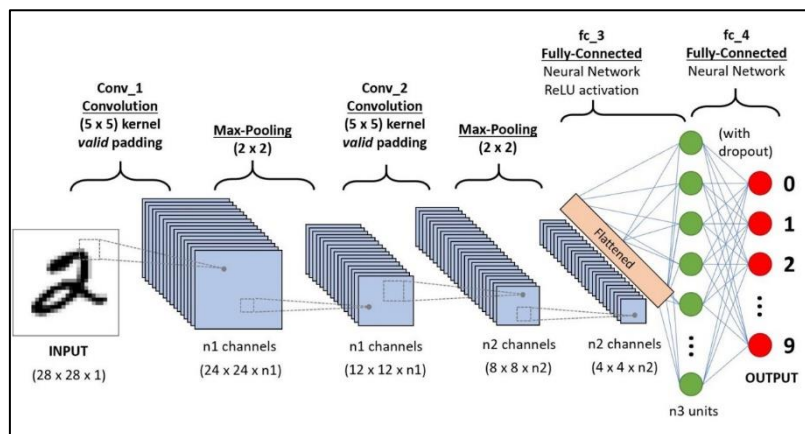 fc_3
Fully-Connected
Neural Network
ReLU activation
fc_4
Fully-Connected
Neural Network
Conv_1
Convolution
(5 x 5) kernel
valid padding
Max-Pooling
(2 x 2)
Conv_2
Convolution
(5 x 5) kernel
valid padding
Max-Pooling
(2 x 2)
(with
dropout)
Flattened
0
1
2
9
2
INPUT
(28 x 28 x 1)
n1 channels
(24 x 24 x n1)
n1 channels
(12 x 12 x n1)
n2 channels
(8 x 8 x n2)
n2 channels
(4 x 4 x n2)
n3 units
OUTPUT